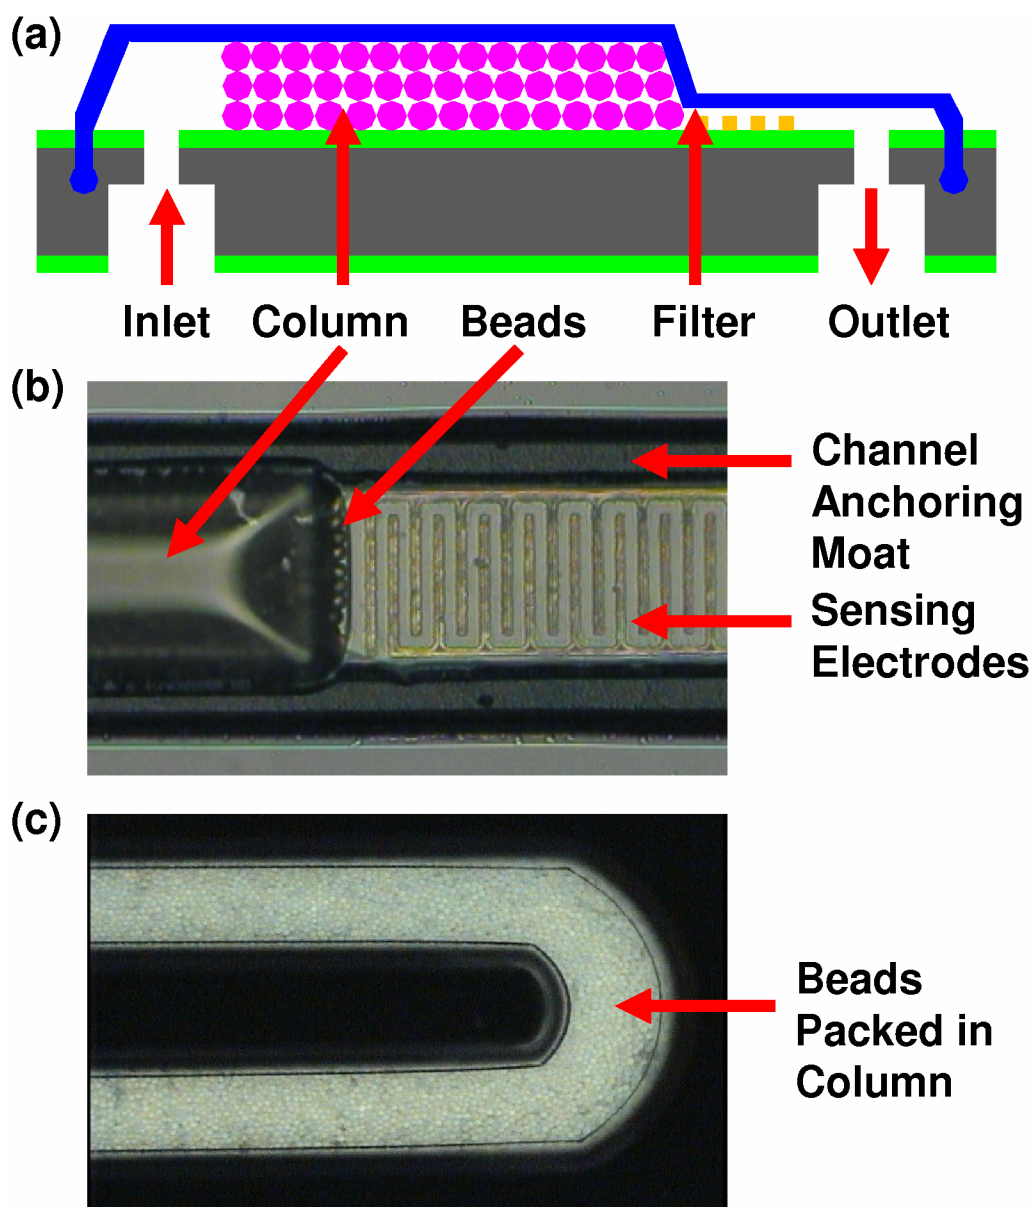 (a)
Inlet Column Beads Filter Outlet
(b)
Channel
Anchoring
Moat
Sensing
Electrodes
(c)
Beads
Packed in
Column